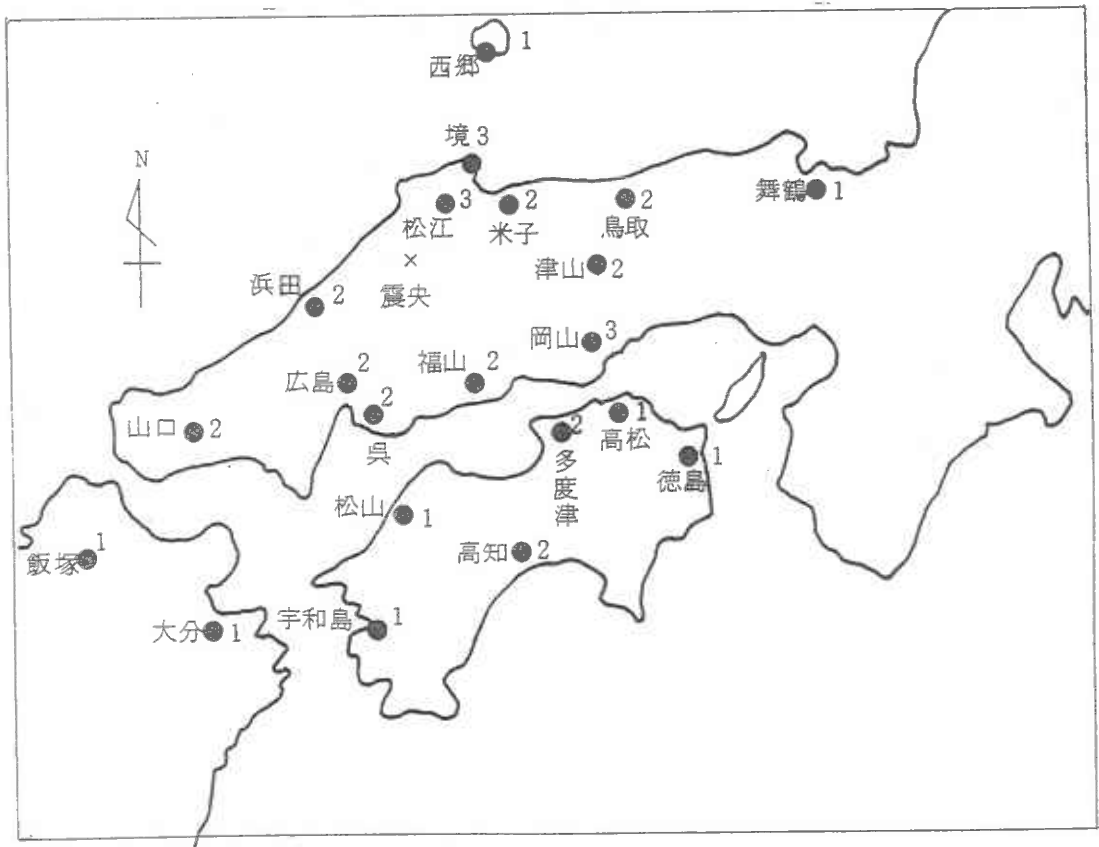 1
西郷
境 3
N
3
松江
2
米子
2
鳥取
舞鶴 1
×
震央
津山 2
浜田 2
岡山 3
広島 2
福山 2
2
呉
山口 2
1
高松
2
多度津
1
徳島
松山 1
高知 2
1
飯塚
大分 1
宇和島 1